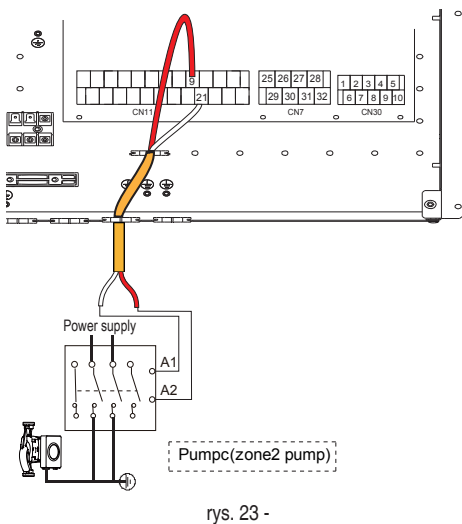 9
21
CN11
25 26 27 28
29 30 31 32
CN7
1 2 3 4 5
6 7 8 9 10
CN30
Power supply
A1
A2
Pumpc(zone2 pump)
rys. 23 -